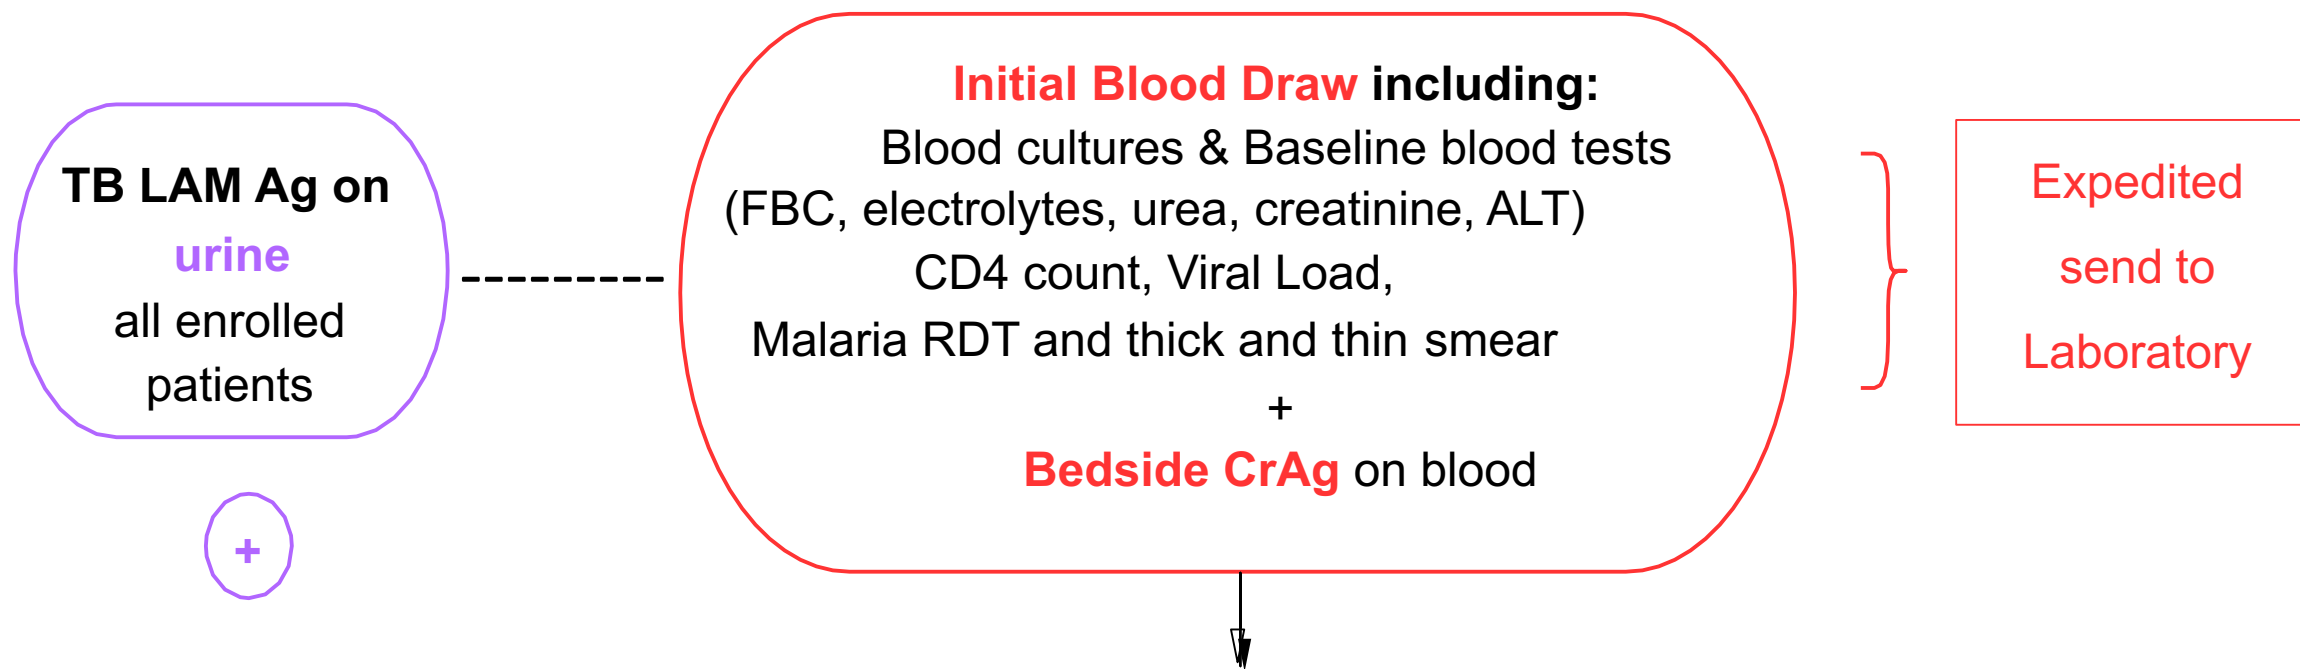 TB LAM Ag on
urine
all enrolled
patients
+
Initial Blood Draw including:
Blood cultures & Baseline blood tests
(FBC, electrolytes, urea, creatinine, ALT)
CD4 count, Viral Load,
Malaria RDT and thick and thin smear
+
Bedside CrAg on blood
Expedited
send to
Laboratory